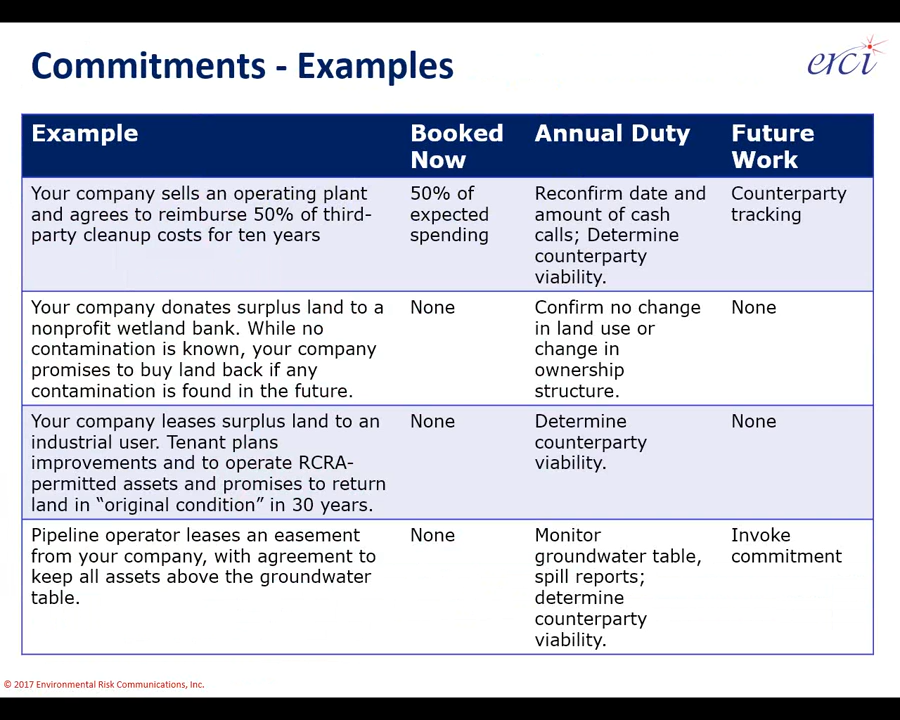 Commitments - Examples
erci
Example
Booked
Now
Annual Duty
Future
Work
Your company sells an operating plant
and agrees to reimburse 50% of third-
party cleanup costs for ten years
50% of
expected
spending
Reconfirm date and
amount of cash
calls; Determine
counterparty
viability.
Counterparty
tracking
Your company donates surplus land to a
nonprofit wetland bank. While no
contamination is known, your company
promises to buy land back if any
contamination is found in the future.
None
Confirm no change
in land use or
change in
ownership
structure.
None
Your company leases surplus land to an
industrial user. Tenant plans
improvements and to operate RCRA-
permitted assets and promises to return
land in “original condition” in 30 years.
None
Determine
counterparty
viability.
None
Pipeline operator leases an easement
from your company, with agreement to
keep all assets above the groundwater
table.
None
Monitor
groundwater table,
spill reports;
determine
counterparty
viability.
Invoke
commitment
© 2017 Environmental Risk Communications, Inc.